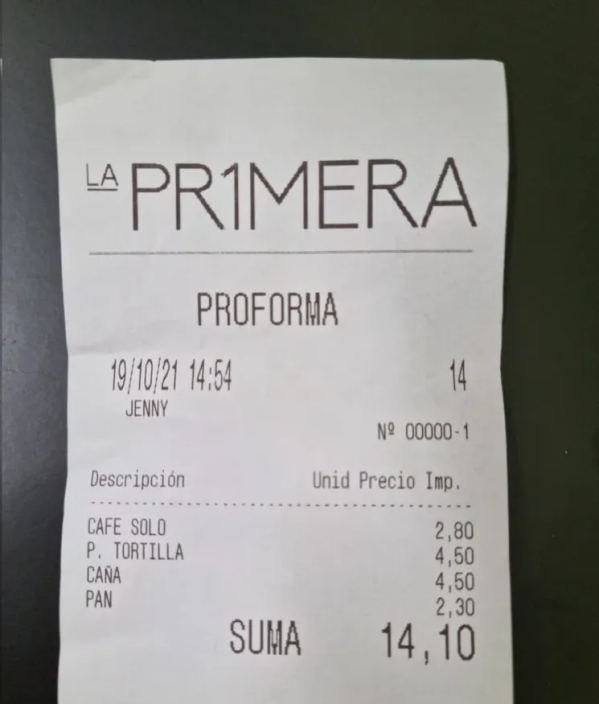 LA PR1MERA
PROFORMA
19/10/21 14:54 14
JENNY
Nº 00000-1
Descripción Unid Precio Imp.
CAFE SOLO 2,80
P. TORTILLA 4,50
CAÑA 4,50
PAN 2,30
SUMA 14,10